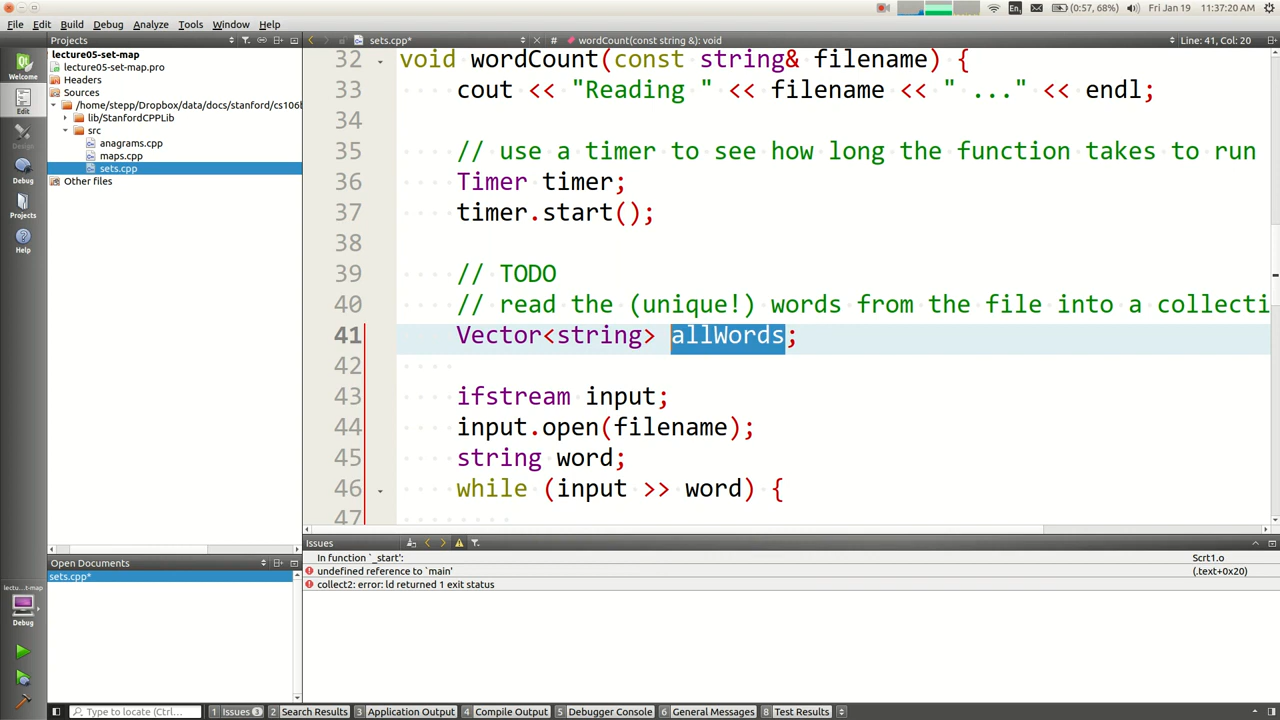 File Edit Build Debug Analyze Tools Window Help
En (0:57, 68%) Fri Jan 19 11:37:20 AM
Projects
sets.cpp*
# wordCount(const string &): void
Line: 41, Col: 20
Welcome
Edit
Design
Debug
Projects
Help
lecture05-set-map
lecture05-set-map.pro
Headers
Sources
/home/stepp/Dropbox/data/docs/stanford/cs106b
lib/StanfordCPPLib
src
anagrams.cpp
maps.cpp
sets.cpp
Other files
32 void wordCount(const string& filename) {
33 cout << "Reading " << filename << " ..." << endl;
34
35 // use a timer to see how long the function takes to run
36 Timer timer;
37 timer.start();
38
39 // TODO
40 // read the (unique!) words from the file into a collecti
41 Vector<string> allWords;
42
43 ifstream input;
44 input.open(filename);
45 string word;
46 while (input >> word) {
47
Open Documents
sets.cpp*
lectu…t-map
Debug
Issues
In function `_start': Scrt1.o
undefined reference to `main' (.text+0x20)
collect2: error: ld returned 1 exit status
Type to locate (Ctrl+...
1 Issues 3 2 Search Results 3 Application Output 4 Compile Output 5 Debugger Console 6 General Messages 8 Test Results